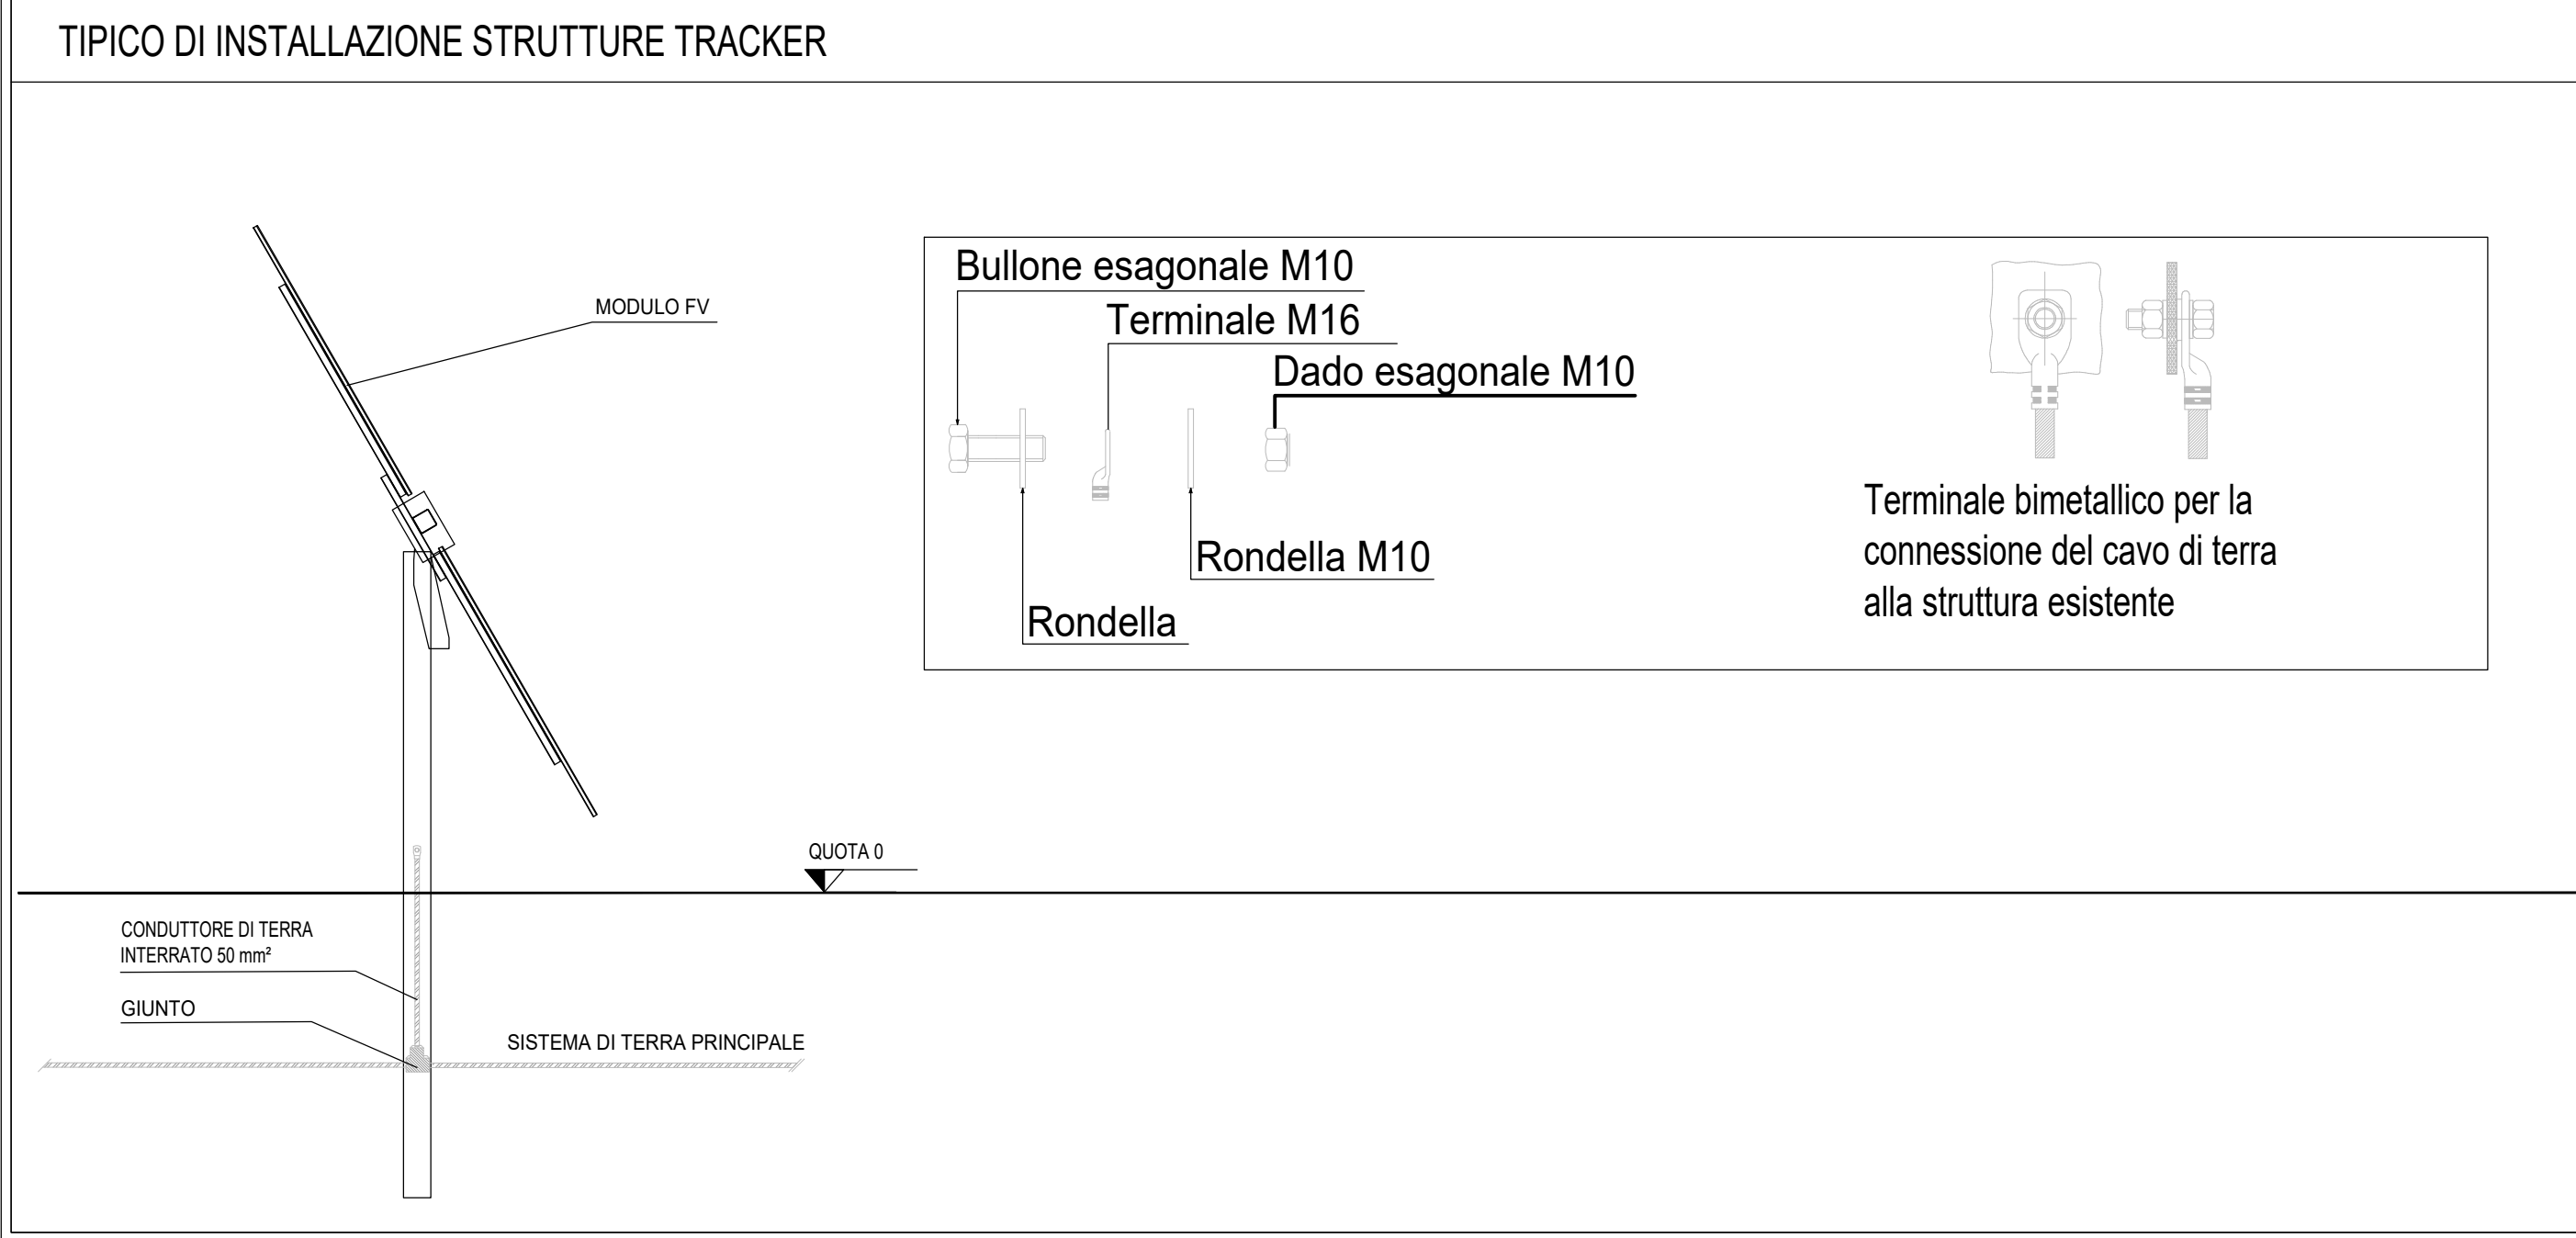 TIPICO DI INSTALLAZIONE STRUTTURE TRACKER
MODULO FV
Bullone esagonale M10
Terminale M16
Dado esagonale M10
Rondella M10
Rondella
Terminale bimetallico per la
connessione del cavo di terra
alla struttura esistente
QUOTA 0
CONDUTTORE DI TERRA
INTERRATO 50 mm²
GIUNTO
SISTEMA DI TERRA PRINCIPALE